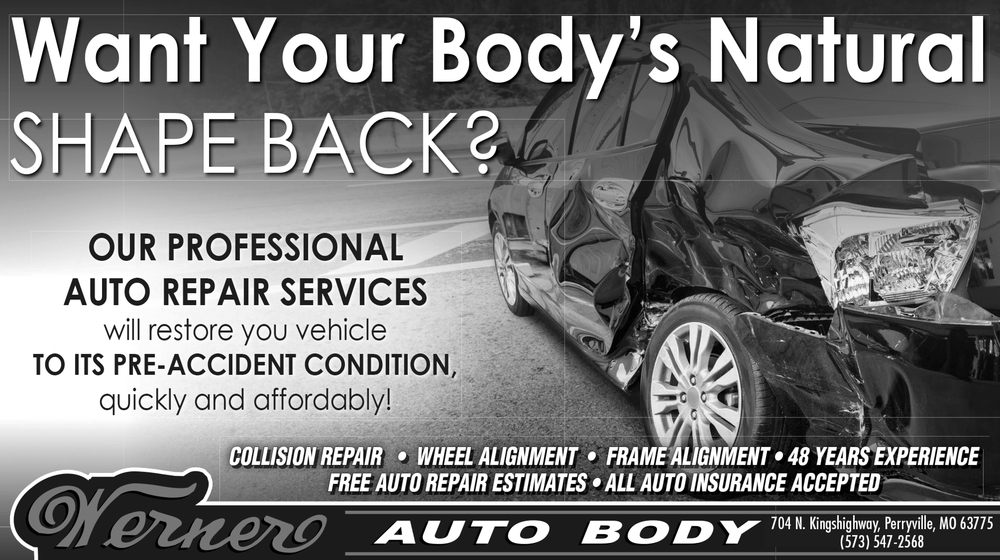 Want Your Body's Natural
SHAPE BACK?
OUR PROFESSIONAL
AUTO REPAIR SERVICES
will restore you vehicle
TO ITS PRE-ACCIDENT CONDITION,
quickly and affordably!
COLLISION REPAIR • WHEEL ALIGNMENT • FRAME ALIGNMENT • 48 YEARS EXPERIENCE
FREE AUTO REPAIR ESTIMATES • ALL AUTO INSURANCE ACCEPTED
Werner AUTO BODY
704 N. Kingshighway, Perryville, MO 63775
(573) 547-2568